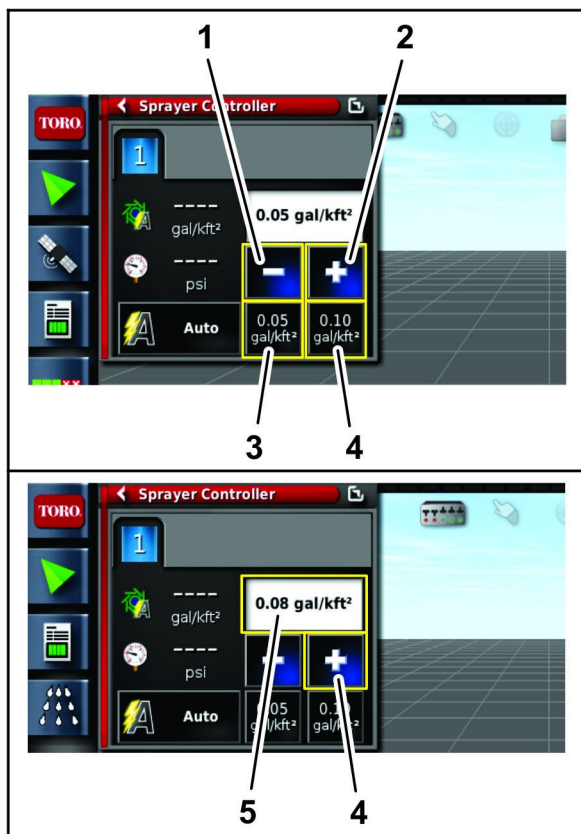 1
2
Sprayer Controller
TORO.
1
----
gal/kft²
0.05 gal/kft²
----
psi
- +
A Auto
0.05
gal/kft²
0.10
gal/kft²
3
4
Sprayer Controller
TORO.
1
----
gal/kft²
0.08 gal/kft²
----
psi
+
A Auto
gal/kft²
5
4